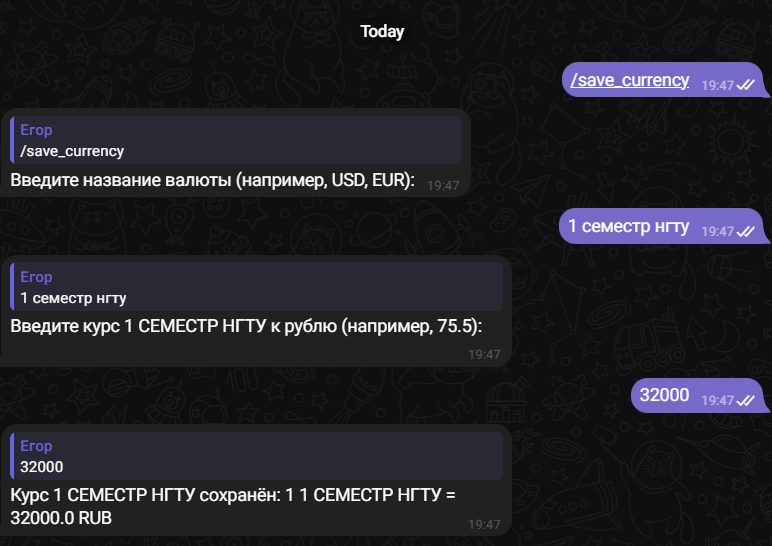 Today
/save_currency 19:47
Егор
/save_currency
Введите название валюты (например, USD, EUR): 19:47
1 семестр нгту 19:47
Егор
1 семестр нгту
Введите курс 1 СЕМЕСТР НГТУ к рублю (например, 75.5):
19:47
32000 19:47
Егор
32000
Курс 1 СЕМЕСТР НГТУ сохранён: 1 1 СЕМЕСТР НГТУ =
32000.0 RUB 19:47